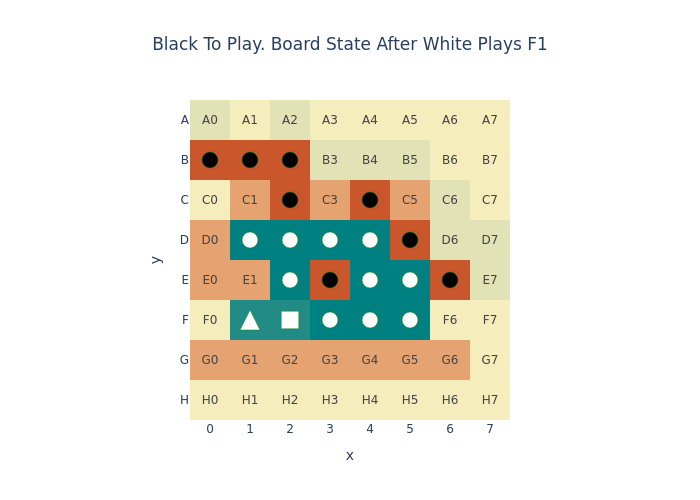 Black To Play. Board State After White Plays F1
A A0 A1 A2 A3 A4 A5 A6 A7
B B3 B4 B5 B6 B7
C C0 C1 C3 C5 C6 C7
D D0 D6 D7
E E0 E1 E7
F F0 F6 F7
G G0 G1 G2 G3 G4 G5 G6 G7
H H0 H1 H2 H3 H4 H5 H6 H7
0 1 2 3 4 5 6 7
x
y